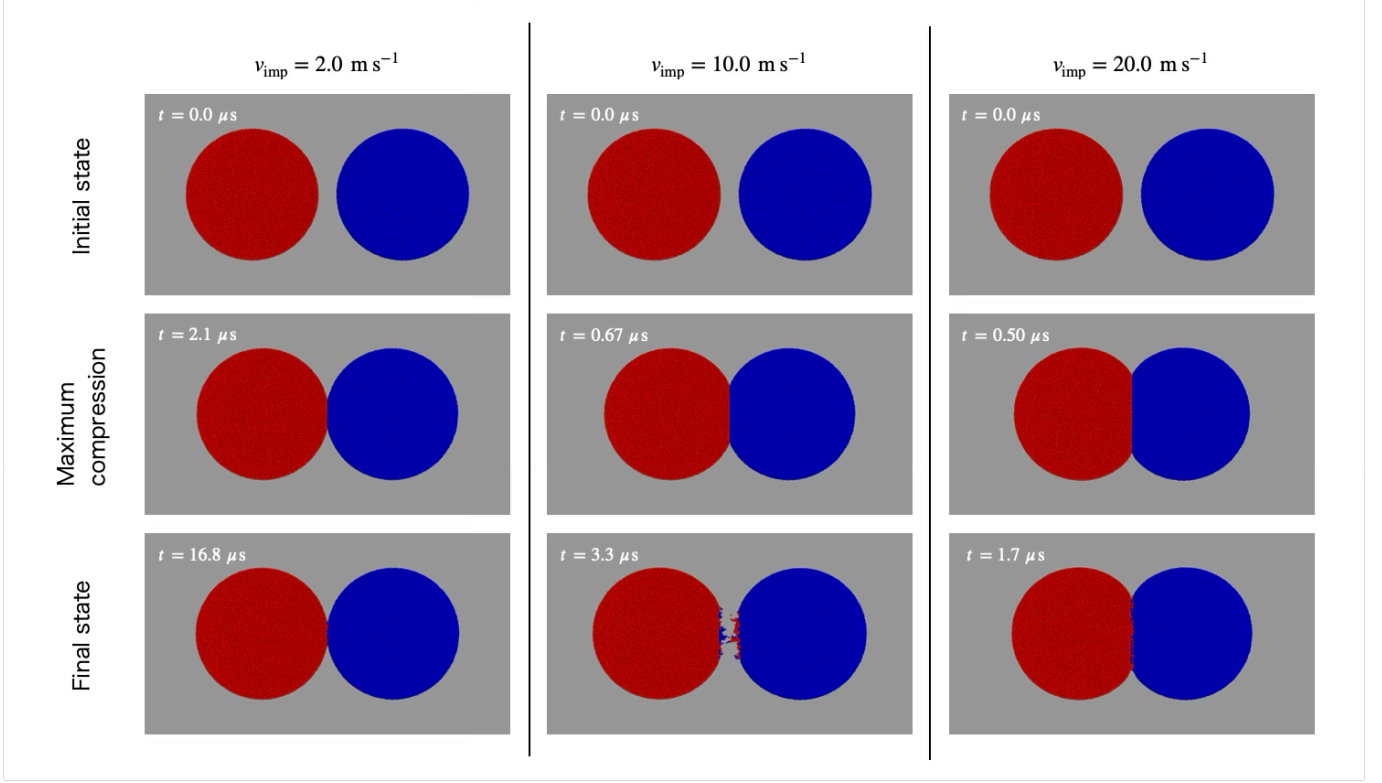 v_imp = 2.0 m s⁻¹
v_imp = 10.0 m s⁻¹
v_imp = 20.0 m s⁻¹
Initial state
t = 0.0 μs
t = 0.0 μs
t = 0.0 μs
Maximum
compression
t = 2.1 μs
t = 0.67 μs
t = 0.50 μs
Final state
t = 16.8 μs
t = 3.3 μs
t = 1.7 μs